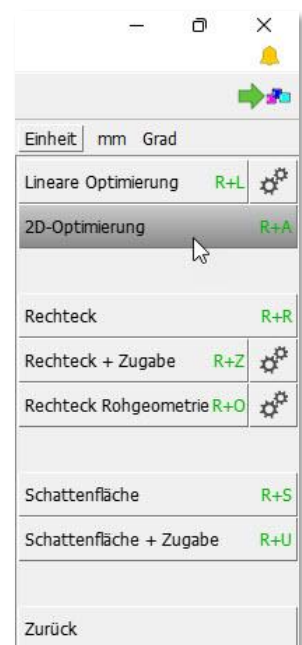 Einheit mm Grad
Lineare Optimierung R+L
2D-Optimierung R+A
Rechteck R+R
Rechteck + Zugabe R+Z
Rechteck Rohgeometrie R+O
Schattenfläche R+S
Schattenfläche + Zugabe R+U
Zurück